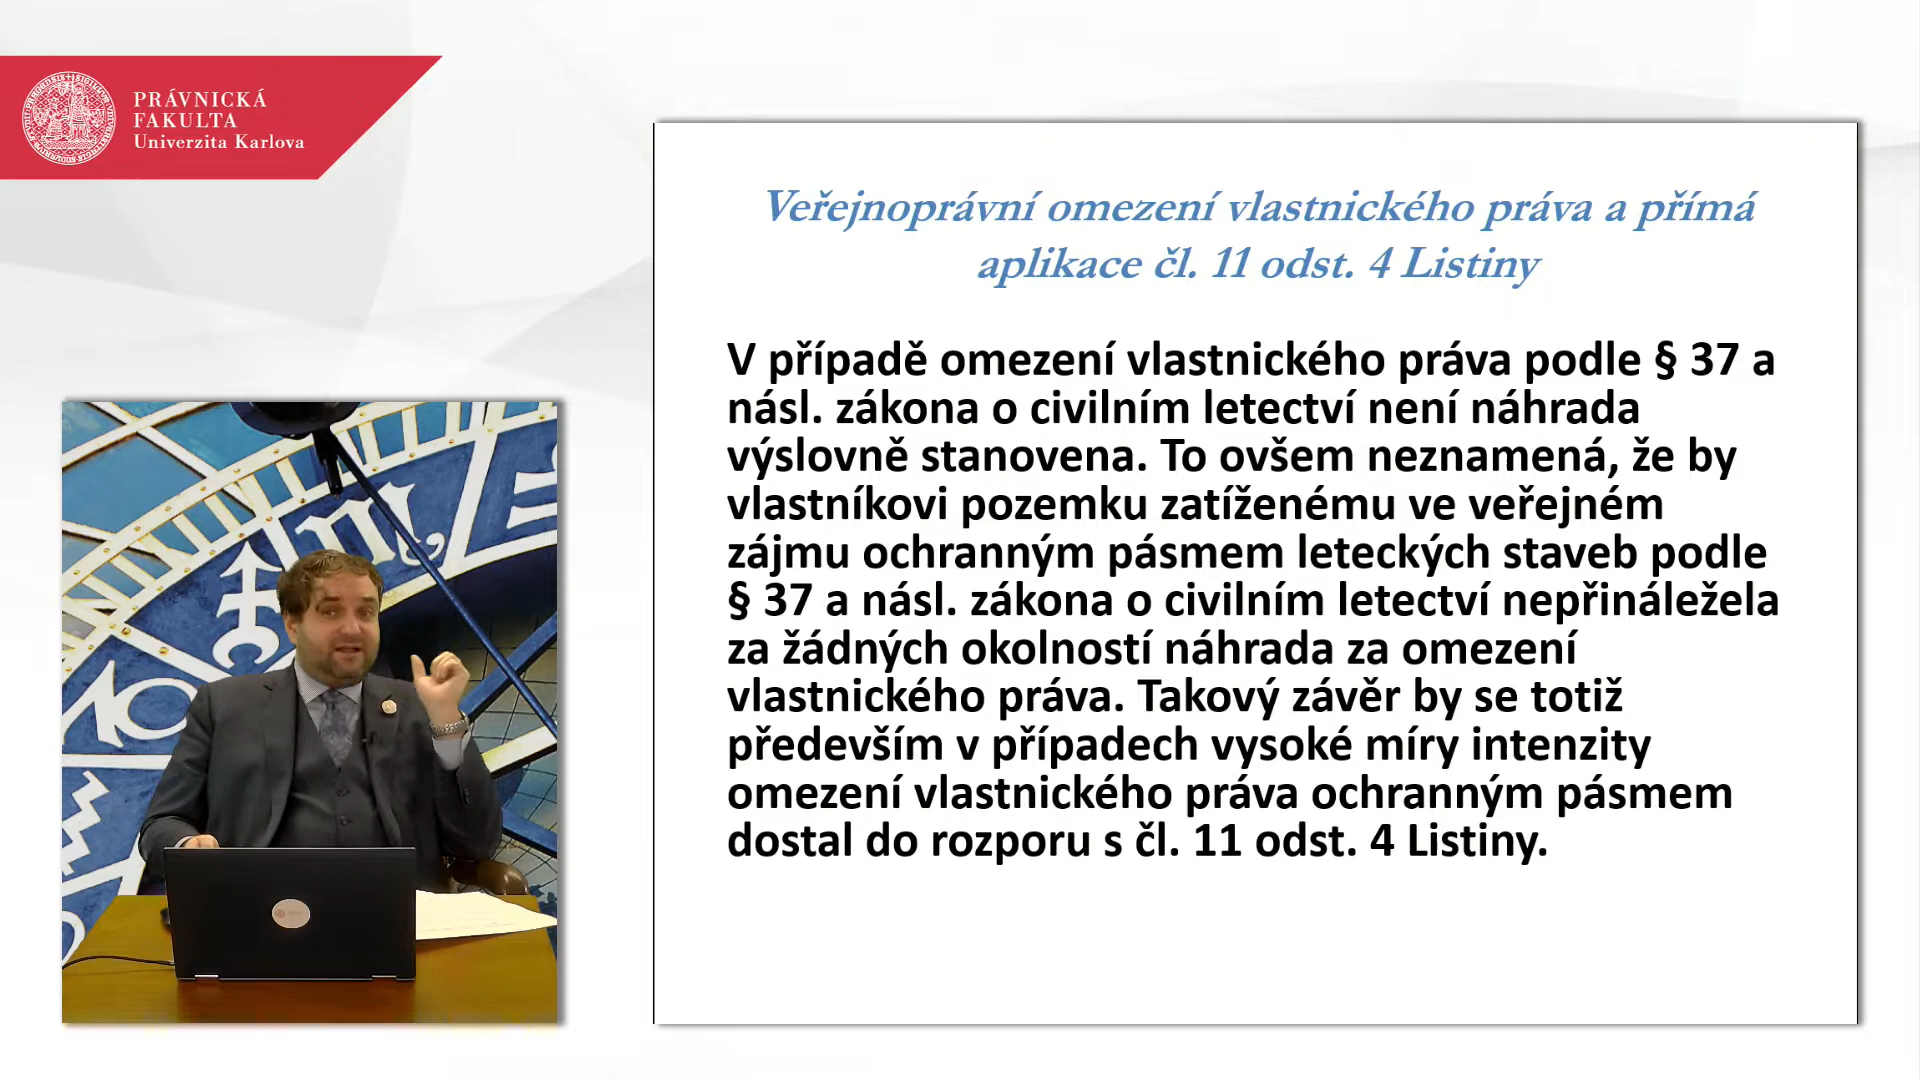 PRÁVNICKÁ
FAKULTA
Univerzita Karlova
Veřejnoprávní omezení vlastnického práva a přímá
aplikace čl. 11 odst. 4 Listiny
V případě omezení vlastnického práva podle § 37 a
násl. zákona o civilním letectví není náhrada
výslovně stanovena. To ovšem neznamená, že by
vlastníkovi pozemku zatíženému ve veřejném
zájmu ochranným pásmem leteckých staveb podle
§ 37 a násl. zákona o civilním letectví nepřináležela
za žádných okolností náhrada za omezení
vlastnického práva. Takový závěr by se totiž
především v případech vysoké míry intenzity
omezení vlastnického práva ochranným pásmem
dostal do rozporu s čl. 11 odst. 4 Listiny.